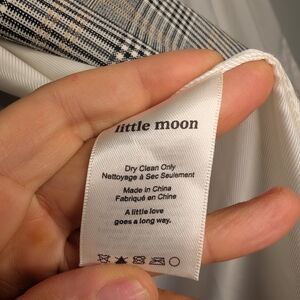 little moon
Dry Clean Only
Nettoyage à Sec Seulement
Made in China
Fabriqué en Chine
A little love
goes a long way.